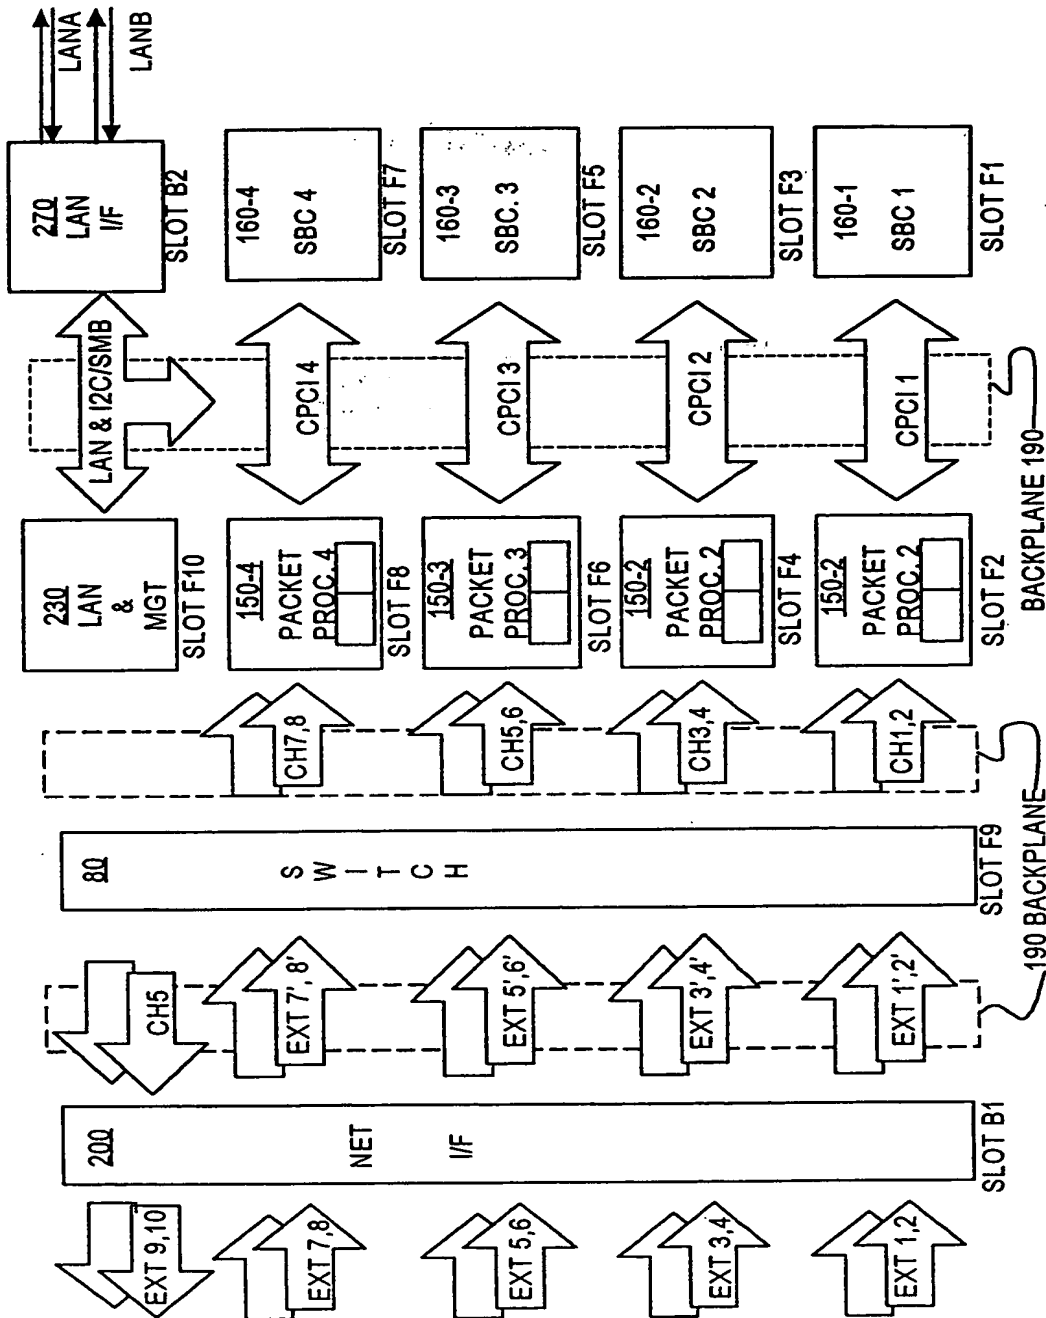 LANA
LANB
270
LAN
I/F
SLOT B2
160-4
SBC 4
SLOT F7
160-3
SBC. 3
SLOT F5
160-2
SBC 2
SLOT F3
160-1
SBC 1
SLOT F1
LAN & I2C/SMB
CPCI 4
CPCI 3
CPCI 2
CPCI 1
BACKPLANE 190
230
LAN
&
MGT
SLOT F10
150-4
PACKET
PROC. 4
SLOT F8
150-3
PACKET
PROC. 3
SLOT F6
150-2
PACKET
PROC. 2
SLOT F4
150-2
PACKET
PROC. 2
SLOT F2
CH7,8
CH5,6
CH3,4
CH1,2
190 BACKPLANE
80
SWITCH
SLOT F9
CH5
EXT 7', 8'
EXT 5',6'
EXT 3',4'
EXT 1',2'
200
NET
I/F
SLOT B1
EXT 9,10
EXT 7,8
EXT 5,6
EXT 3,4
EXT 1,2